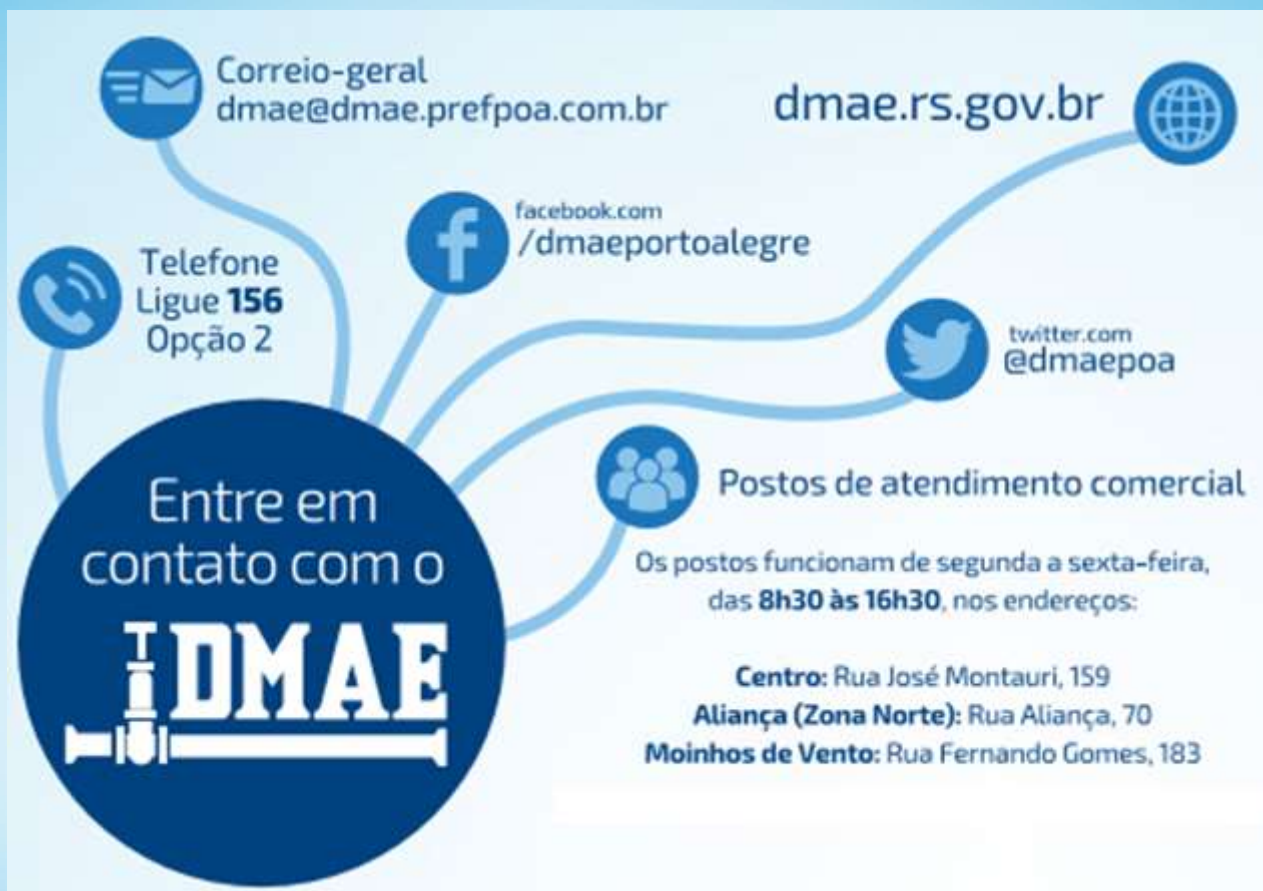 Correio-geral
dmae@dmae.prefpoa.com.br
dmae.rs.gov.br
facebook.com
/dmaeportoalegre
Telefone
Ligue 156
Opção 2
twitter.com
@dmaepoa
Entre em
contato com o
DMAE
Postos de atendimento comercial
Os postos funcionam de segunda a sexta-feira,
das 8h30 às 16h30, nos endereços:
Centro: Rua José Montauri, 159
Aliança (Zona Norte): Rua Aliança, 70
Moinhos de Vento: Rua Fernando Gomes, 183